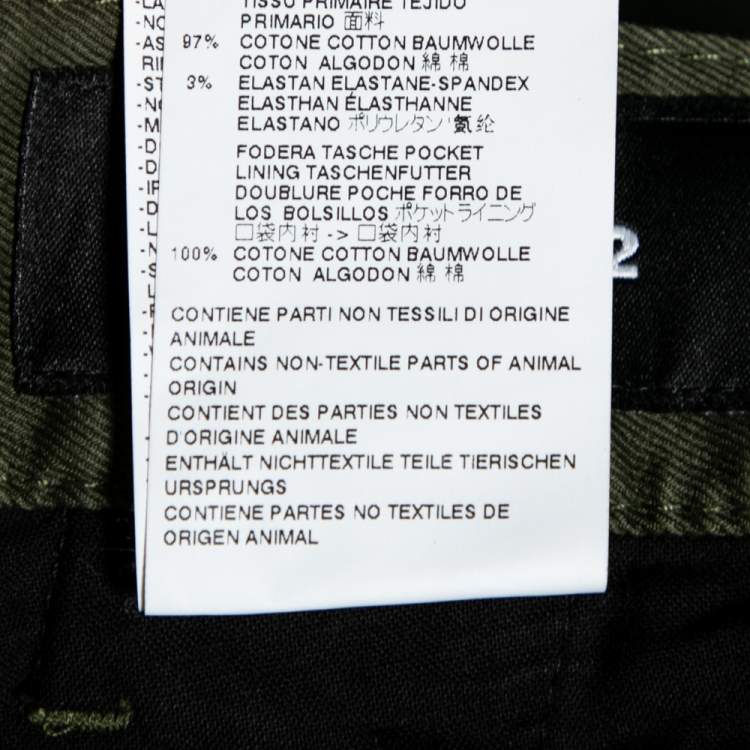 TISSU PRIMAIRE TEJIDO
PRIMARIO 面料
97% COTONE COTTON BAUMWOLLE
COTON ALGODON 綿 棉
3% ELASTAN ELASTANE-SPANDEX
ELASTHAN ÉLASTHANNE
ELASTANO ポリウレタン 氨纶
FODERA TASCHE POCKET
LINING TASCHENFUTTER
DOUBLURE POCHE FORRO DE
LOS BOLSILLOS ポケットライニング
口袋内衬 -> 口袋内衬
100% COTONE COTTON BAUMWOLLE
COTON ALGODON 綿 棉
CONTIENE PARTI NON TESSILI DI ORIGINE
ANIMALE
CONTAINS NON-TEXTILE PARTS OF ANIMAL
ORIGIN
CONTIENT DES PARTIES NON TEXTILES
D'ORIGINE ANIMALE
ENTHÄLT NICHTTEXTILE TEILE TIERISCHEN
URSPRUNGS
CONTIENE PARTES NO TEXTILES DE
ORIGEN ANIMAL
2